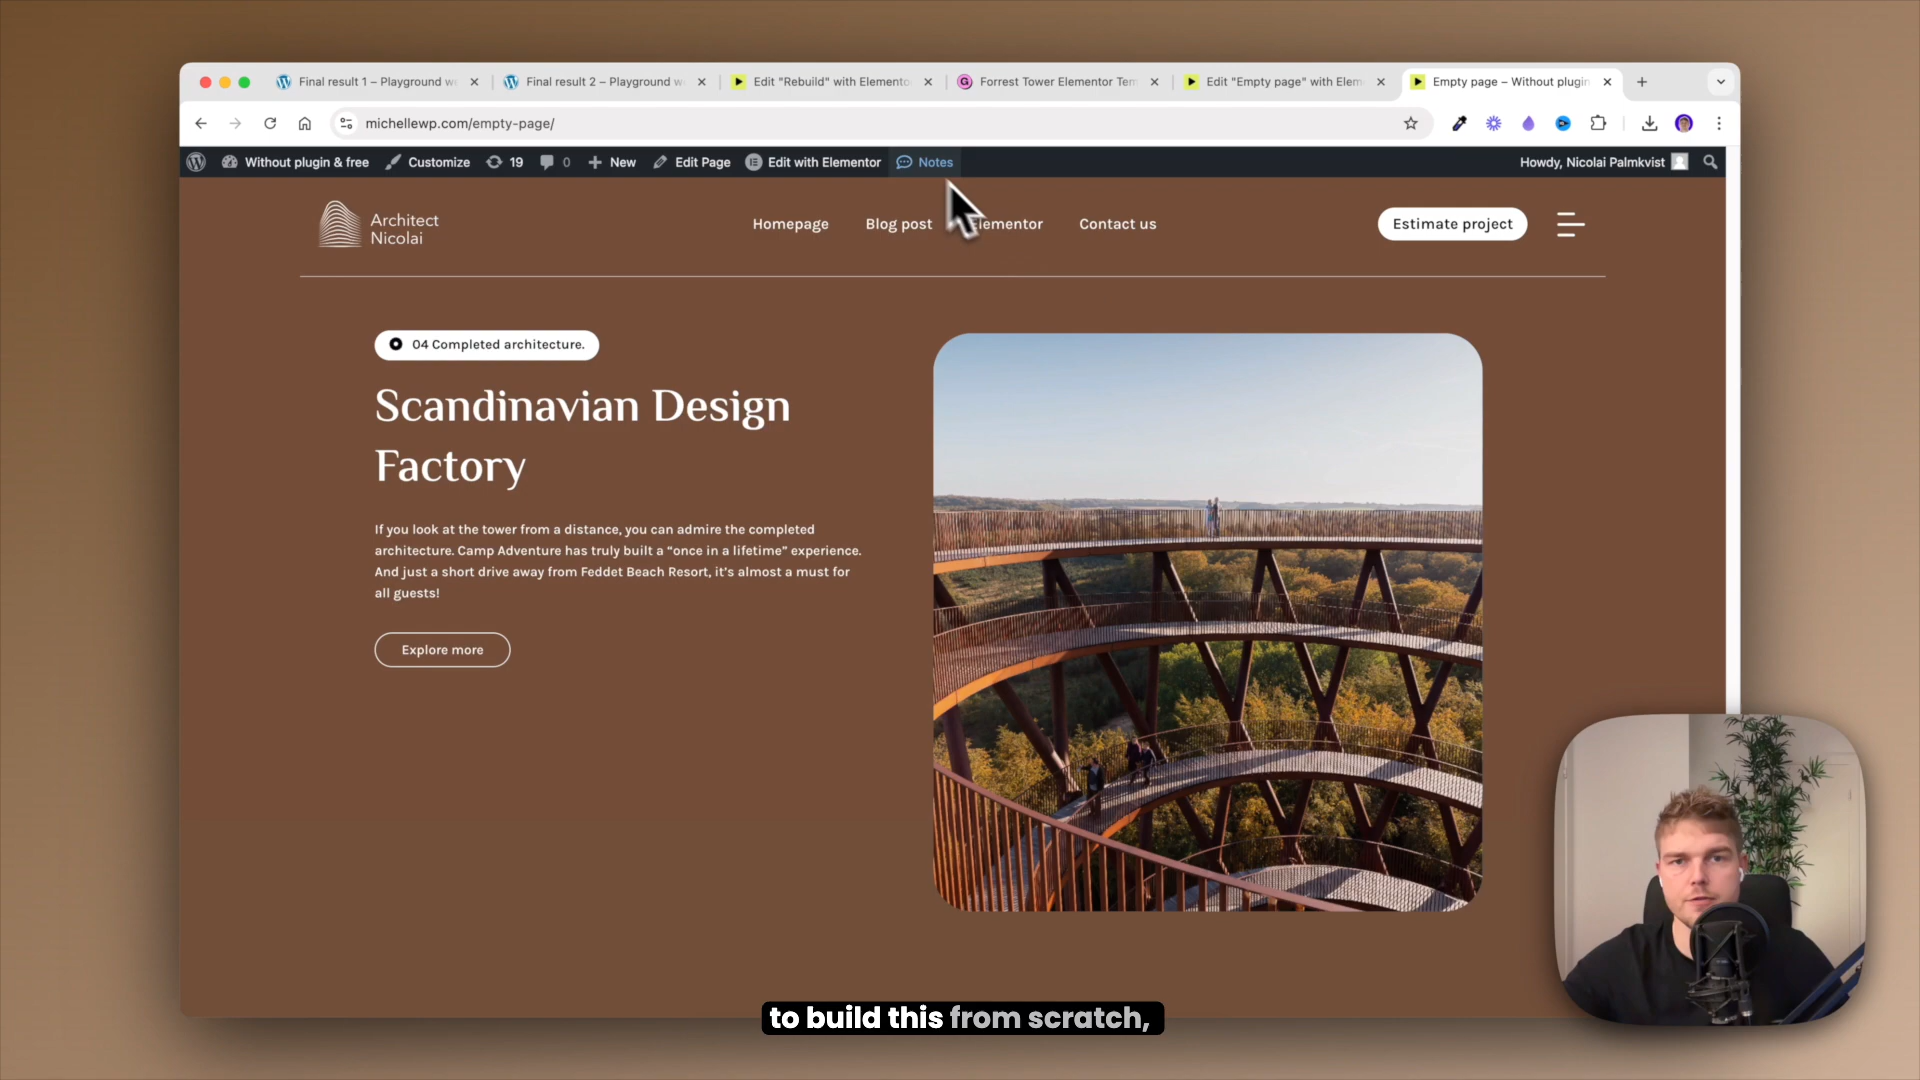 Final result 1 – Playground w
Final result 2 – Playground w
Edit "Rebuild" with Elemento
Forrest Tower Elementor Tem
Edit "Empty page" with Elem
Empty page – Without plugin
michellewp.com/empty-page/
Without plugin & free
Customize
19
0
New
Edit Page
Edit with Elementor
Notes
Howdy, Nicolai Palmkvist
Architect
Nicolai
Homepage
Blog post
Elementor
Contact us
Estimate project
04 Completed architecture.
Scandinavian Design
Factory
If you look at the tower from a distance, you can admire the completed
architecture. Camp Adventure has truly built a “once in a lifetime” experience.
And just a short drive away from Feddet Beach Resort, it’s almost a must for
all guests!
Explore more
to build this from scratch,